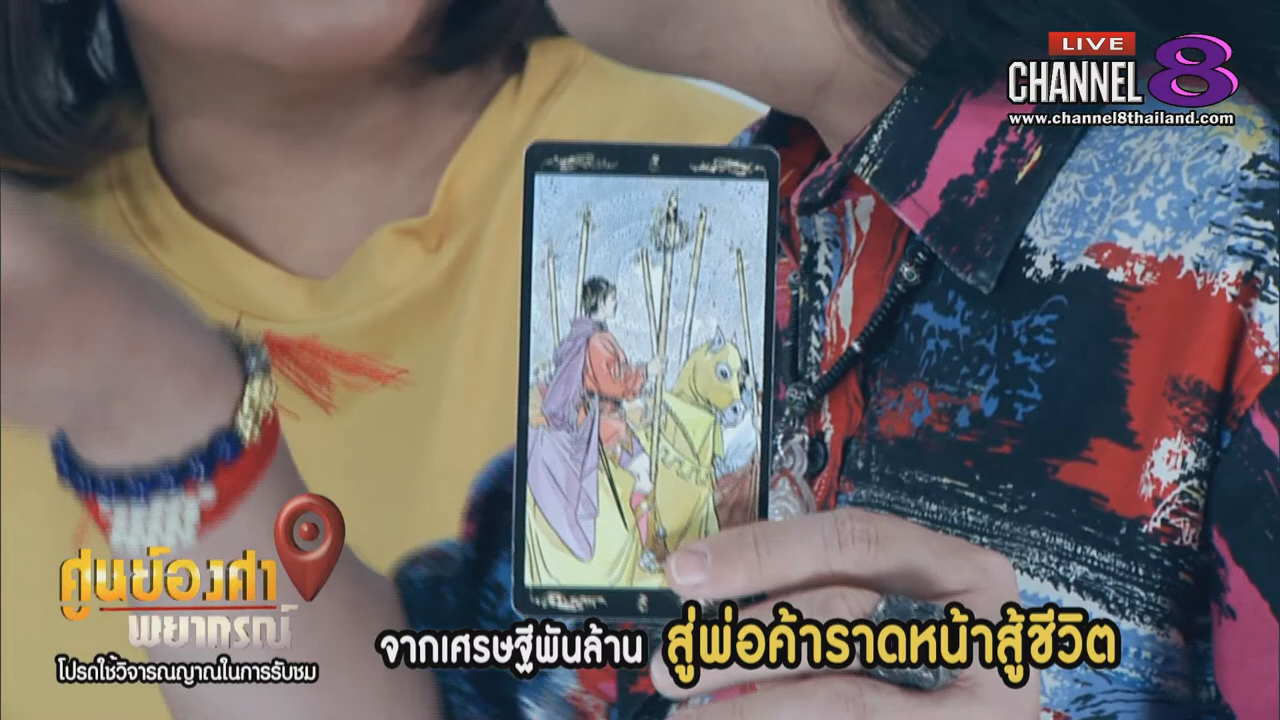 LIVE
CHANNEL 8
www.channel8thailand.com
ศูนย์องศา
พยากรณ์
โปรดใช้วิจารณญาณในการรับชม
จากเศรษฐีพันล้าน สู่พ่อค้าราดหน้าสู้ชีวิต